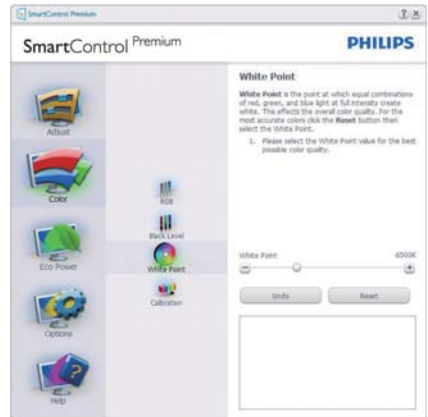 SmartControl Premium
SmartControl Premium
PHILIPS
Adjust
Color
Eco Power
Options
Help
RGB
Black Level
White Point
Calibration
White Point
White Point is the point at which equal combinations
of red, green, and blue light at full intensity create
white. This effects the overall color quality. For the
most accurate colors click the Reset button then
select the White Point.
1. Please select the White Point value for the best
possible color quality.
White Point 6500K
Undo Reset